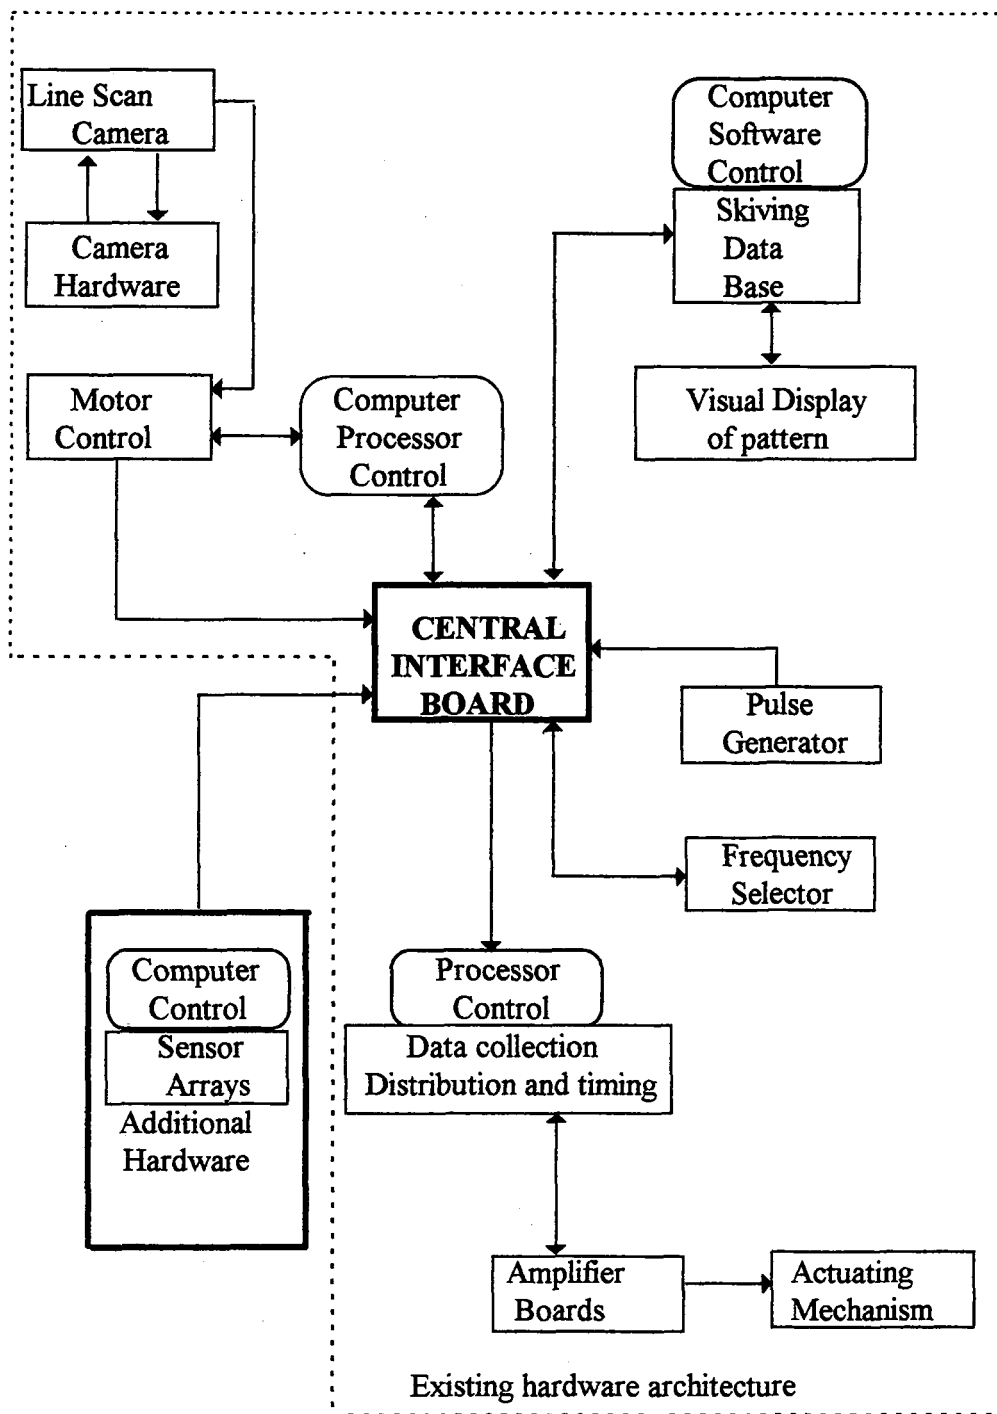 Line Scan
Camera
Camera
Hardware
Motor
Control
Computer
Processor
Control
Computer
Software
Control
Skiving
Data
Base
Visual Display
of pattern
CENTRAL
INTERFACE
BOARD
Pulse
Generator
Frequency
Selector
Computer
Control
Sensor
Arrays
Additional
Hardware
Processor
Control
Data collection
Distribution and timing
Amplifier
Boards
Actuating
Mechanism
Existing hardware architecture